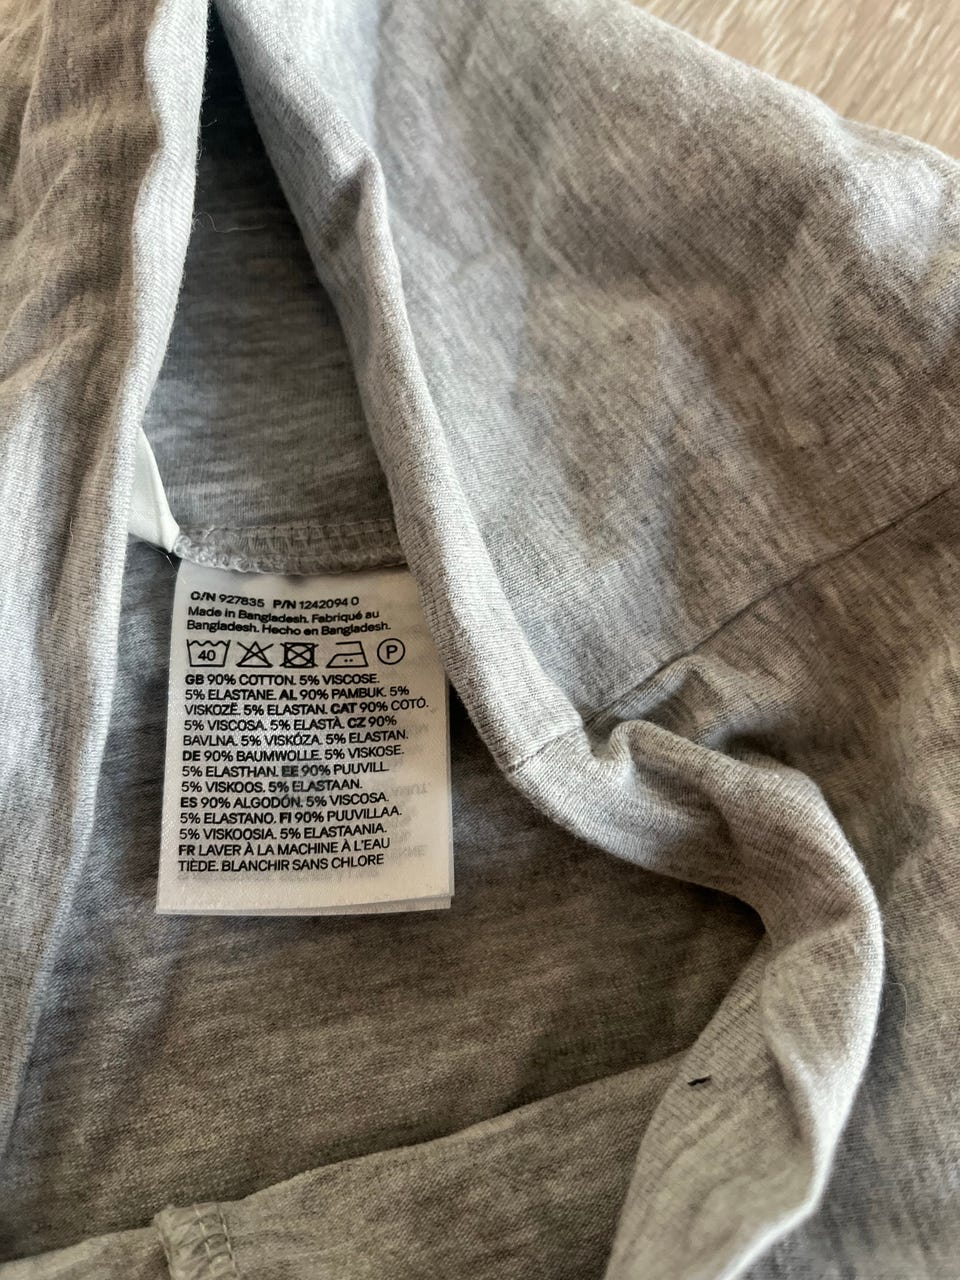 O/N 927835 P/N 1242094 0
Made in Bangladesh. Fabriqué au
Bangladesh. Hecho en Bangladesh.
40 P
GB 90% COTTON. 5% VISCOSE.
5% ELASTANE. AL 90% PAMBUK. 5%
VISKOZË. 5% ELASTAN. CAT 90% COTÓ.
5% VISCOSA. 5% ELASTÀ. CZ 90%
BAVLNA. 5% VISKÓZA. 5% ELASTAN.
DE 90% BAUMWOLLE. 5% VISKOSE.
5% ELASTHAN. EE 90% PUUVILL.
5% VISKOOS. 5% ELASTAAN.
ES 90% ALGODÓN. 5% VISCOSA.
5% ELASTANO. FI 90% PUUVILLAA.
5% VISKOOSIA. 5% ELASTAANIA.
FR LAVER À LA MACHINE À L'EAU
TIÈDE. BLANCHIR SANS CHLORE